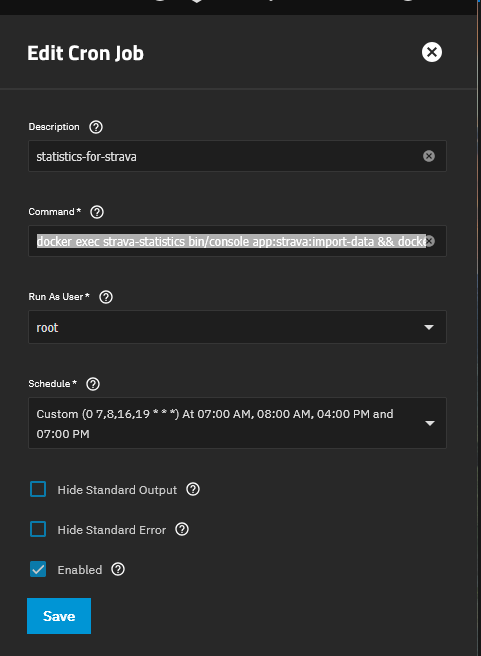 Edit Cron Job
Description
statistics-for-strava
Command *
docker exec strava-statistics bin/console app:strava:import-data && dock
Run As User *
root
Schedule *
Custom (0 7,8,16,19 * * *) At 07:00 AM, 08:00 AM, 04:00 PM and
07:00 PM
Hide Standard Output
Hide Standard Error
Enabled
Save